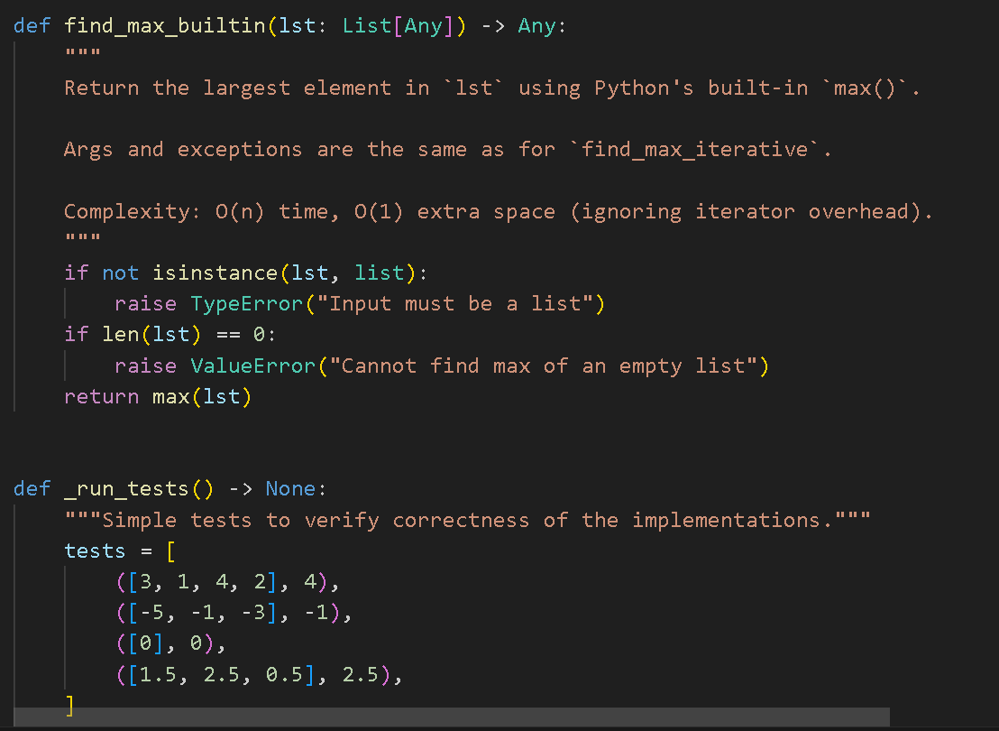 def find_max_builtin(lst: List[Any]) -> Any:
"""
Return the largest element in `lst` using Python's built-in `max()`.
Args and exceptions are the same as for `find_max_iterative`.
Complexity: O(n) time, O(1) extra space (ignoring iterator overhead).
"""
if not isinstance(lst, list):
raise TypeError("Input must be a list")
if len(lst) == 0:
raise ValueError("Cannot find max of an empty list")
return max(lst)
def _run_tests() -> None:
"""Simple tests to verify correctness of the implementations."""
tests = [
([3, 1, 4, 2], 4),
([-5, -1, -3], -1),
([0], 0),
([1.5, 2.5, 0.5], 2.5),
]